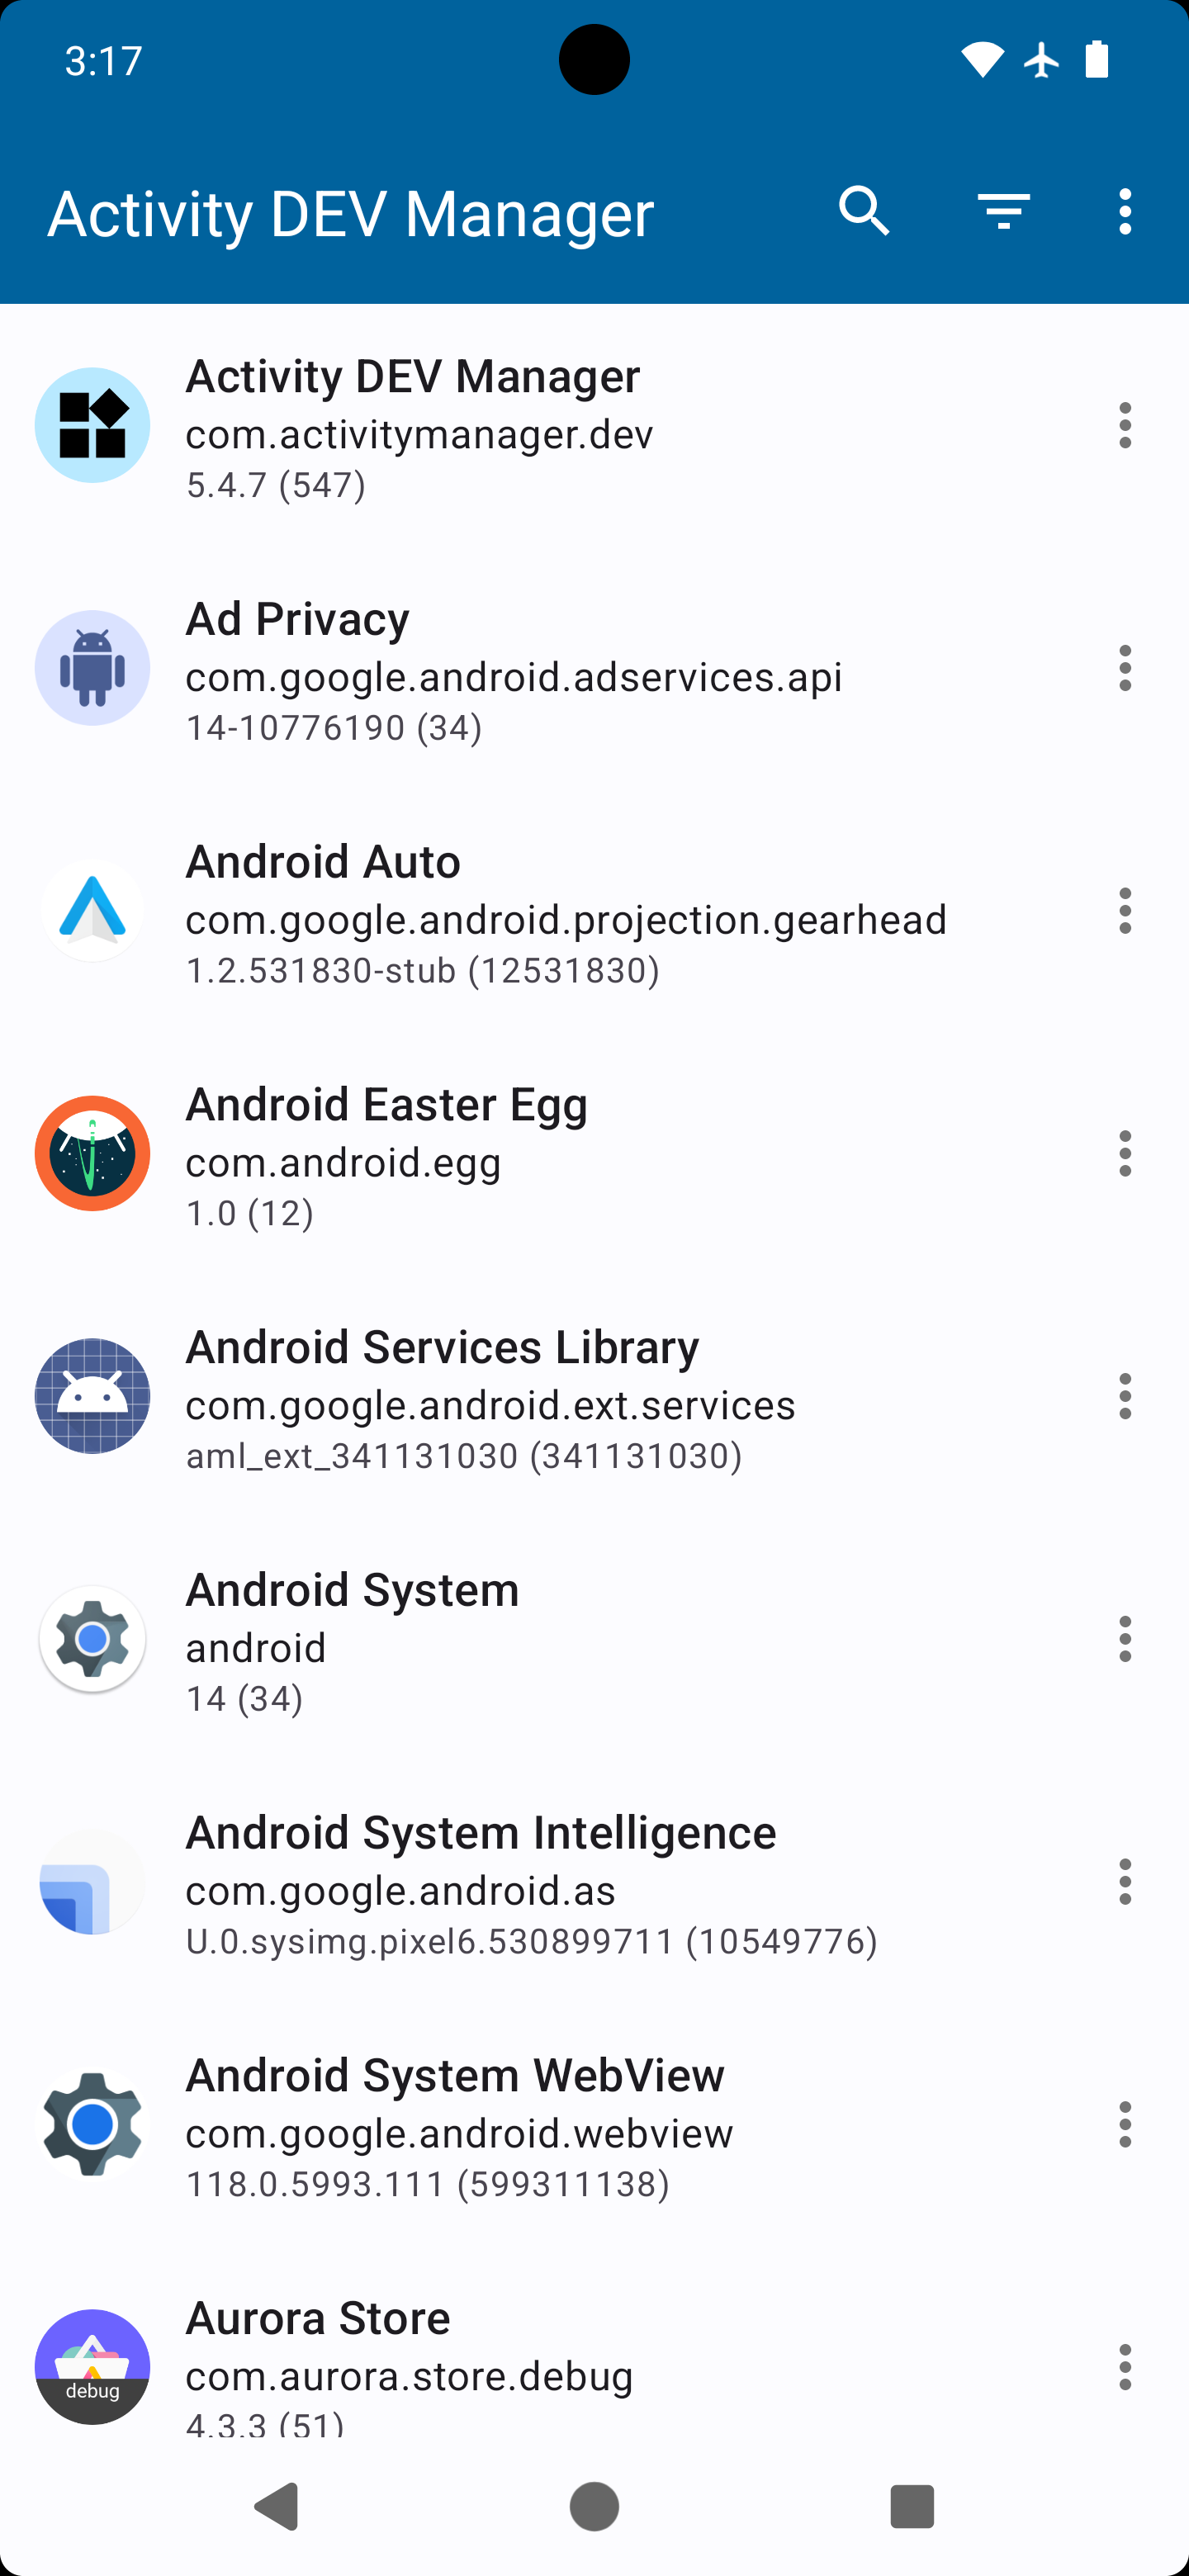 3:17
Activity DEV Manager
Activity DEV Manager
com.activitymanager.dev
5.4.7 (547)
Ad Privacy
com.google.android.adservices.api
14-10776190 (34)
Android Auto
com.google.android.projection.gearhead
1.2.531830-stub (12531830)
Android Easter Egg
com.android.egg
1.0 (12)
Android Services Library
com.google.android.ext.services
aml_ext_341131030 (341131030)
Android System
android
14 (34)
Android System Intelligence
com.google.android.as
U.0.sysimg.pixel6.530899711 (10549776)
Android System WebView
com.google.android.webview
118.0.5993.111 (599311138)
Aurora Store
debug
com.aurora.store.debug
4.3.3 (51)